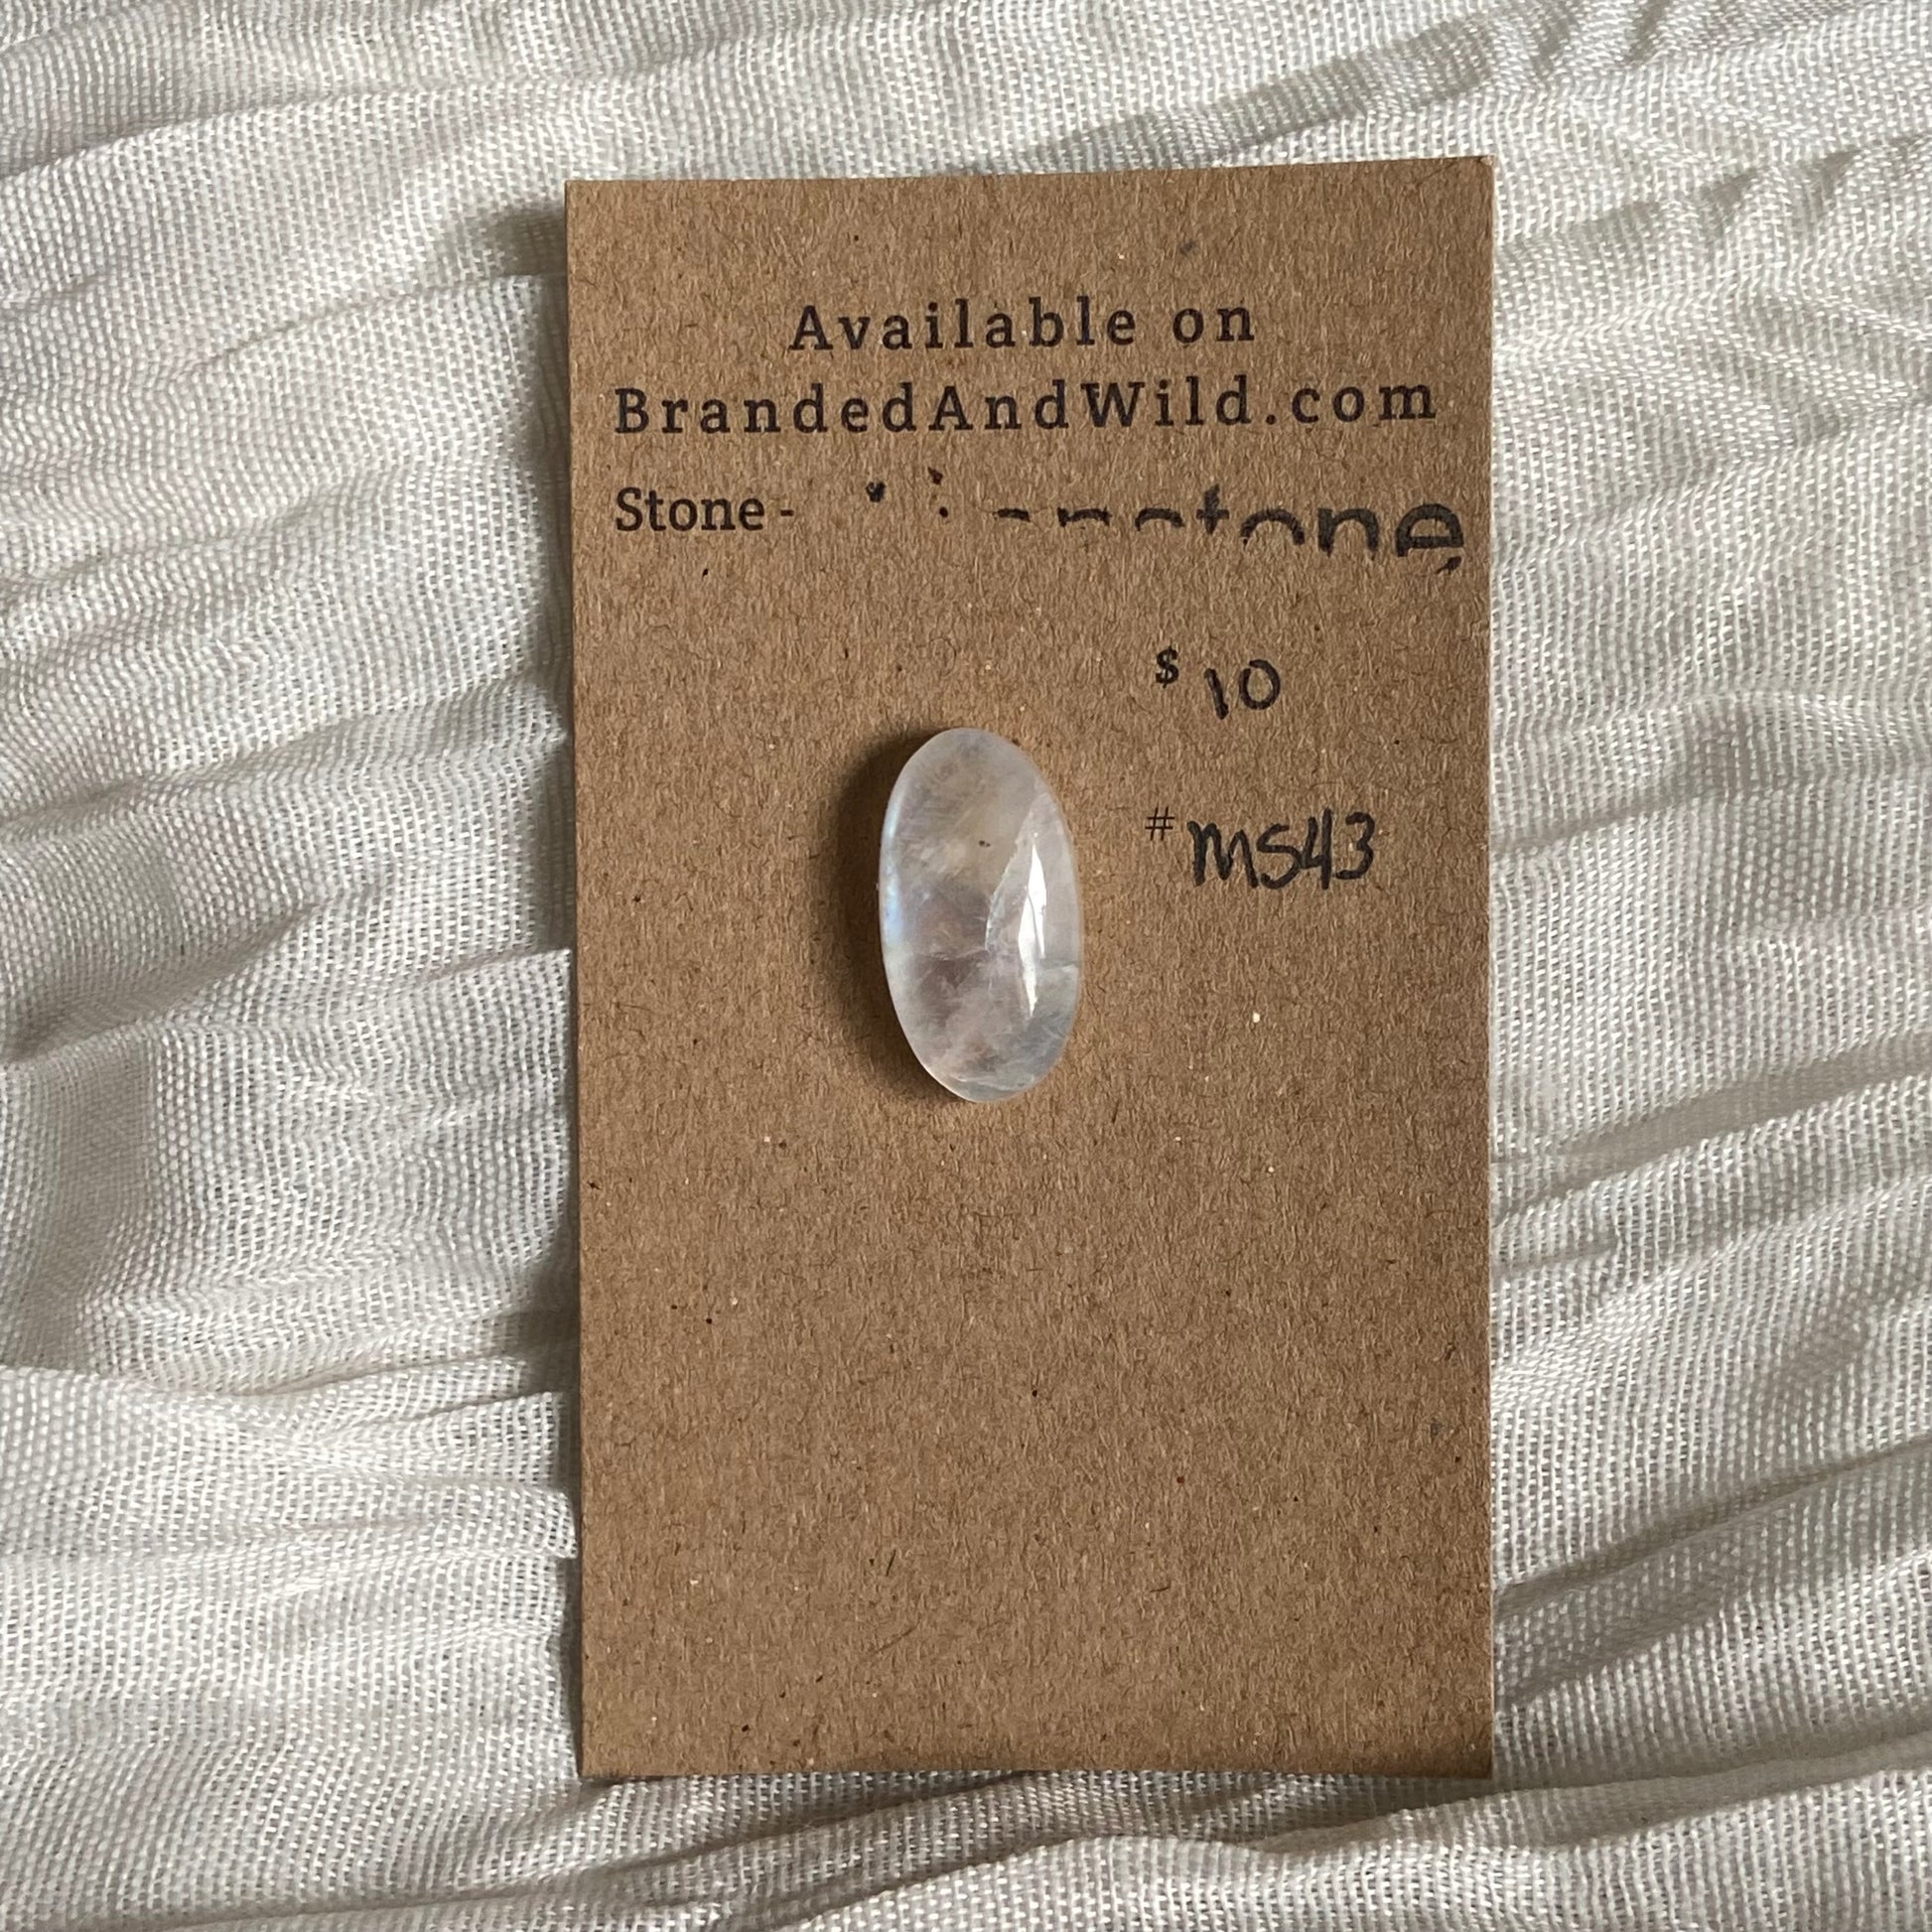 Available on
BrandedAndWild.com
Stone -
$ 10
# MS43